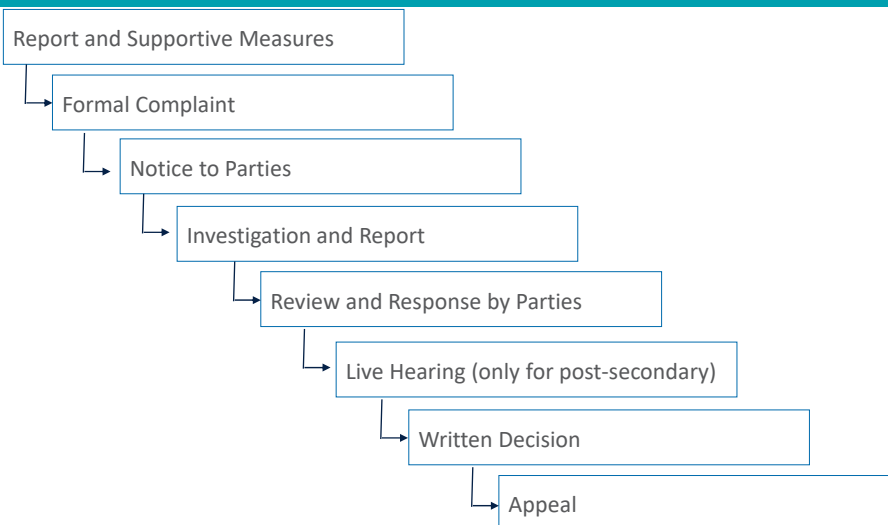 Report and Supportive Measures
Formal Complaint
Notice to Parties
Investigation and Report
Review and Response by Parties
Live Hearing (only for post-secondary)
Written Decision
Appeal